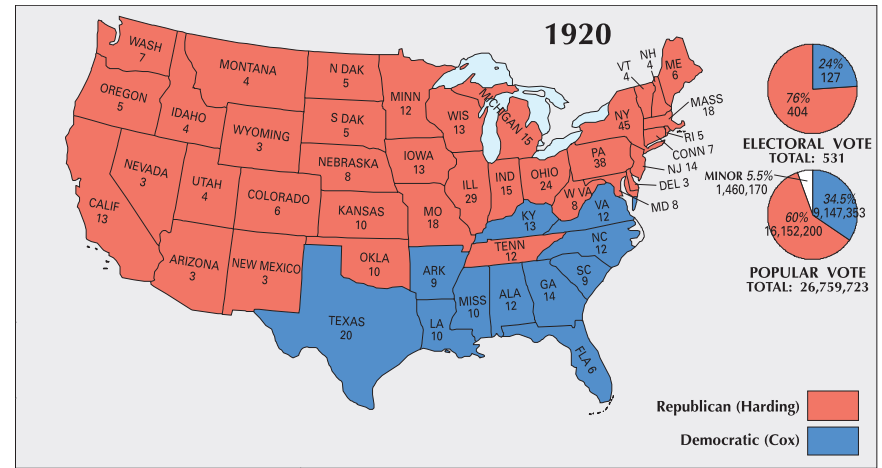 1920
WASH
7
OREGON
5
CALIF
13
NEVADA
3
IDAHO
4
MONTANA
4
WYOMING
3
UTAH
4
COLORADO
6
ARIZONA
3
NEW MEXICO
3
N DAK
5
S DAK
5
NEBRASKA
8
KANSAS
10
OKLA
10
TEXAS
20
MINN
12
IOWA
13
MO
18
ARK
9
LA
10
WIS
13
ILL
29
MICHIGAN 15
IND
15
OHIO
24
KY
13
TENN
12
MISS
10
ALA
12
GA
14
FLA 6
SC
9
NC
12
VA
12
W VA
8
PA
38
NY
45
VT
4
NH
4
ME
6
MASS
18
RI 5
CONN 7
NJ 14
DEL 3
MD 8
24%
127
76%
404
ELECTORAL VOTE
TOTAL: 531
MINOR 5.5%
1,460,170
34.5%
9,147,353
60%
16,152,200
POPULAR VOTE
TOTAL: 26,759,723
Republican (Harding)
Democratic (Cox)